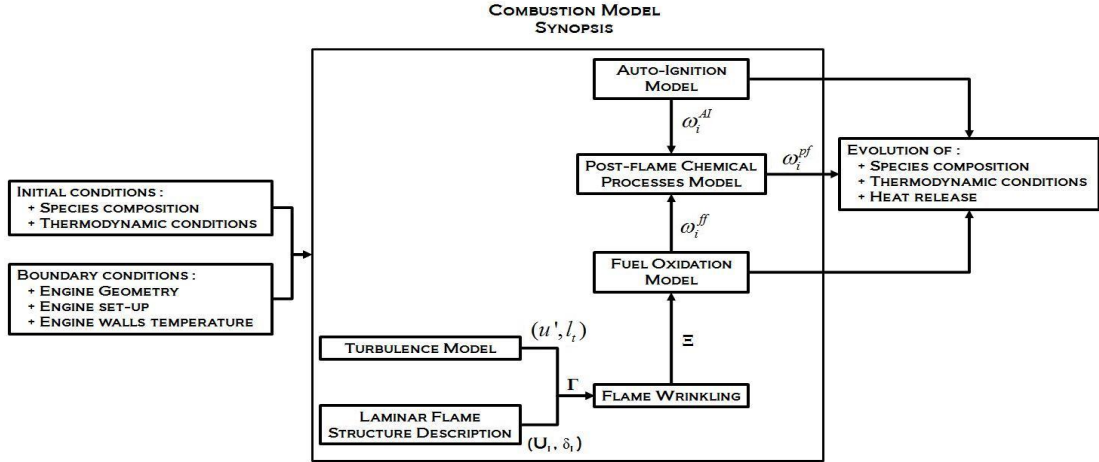 Combustion Model
Synopsis
Initial conditions :
+ Species composition
+ Thermodynamic conditions
Boundary conditions :
+ Engine Geometry
+ Engine set-up
+ Engine walls temperature
Turbulence Model
(u', l_t)
Laminar Flame
Structure Description
(U_l, δ_l)
Γ
Flame Wrinkling
Ξ
Fuel Oxidation
Model
ω_i^ff
Auto-Ignition
Model
ω_i^AI
Post-flame Chemical
Processes Model
ω_i^pf
Evolution of :
+ Species composition
+ Thermodynamic conditions
+ Heat release